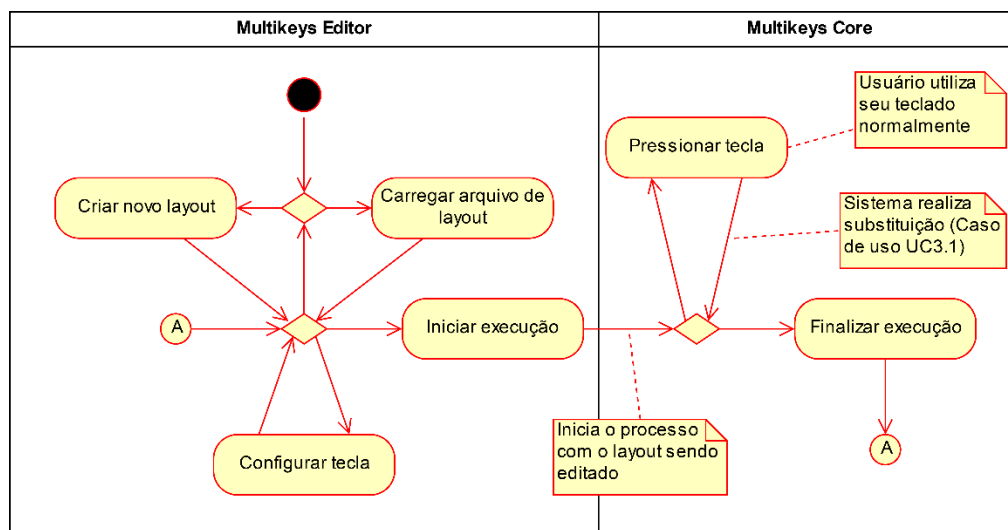 Multikeys Editor
Multikeys Core
Usuário utiliza
seu teclado
normalmente
Pressionar tecla
Criar novo layout
Carregar arquivo de
layout
Sistema realiza
substituição (Caso
de uso UC3.1)
A
Iniciar execução
Finalizar execução
Configurar tecla
Inicia o processo
com o layout sendo
editado
A